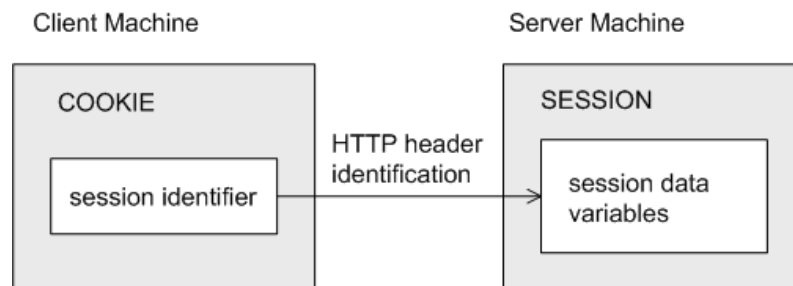 Client Machine
Server Machine
COOKIE
session identifier
HTTP header
identification
SESSION
session data
variables